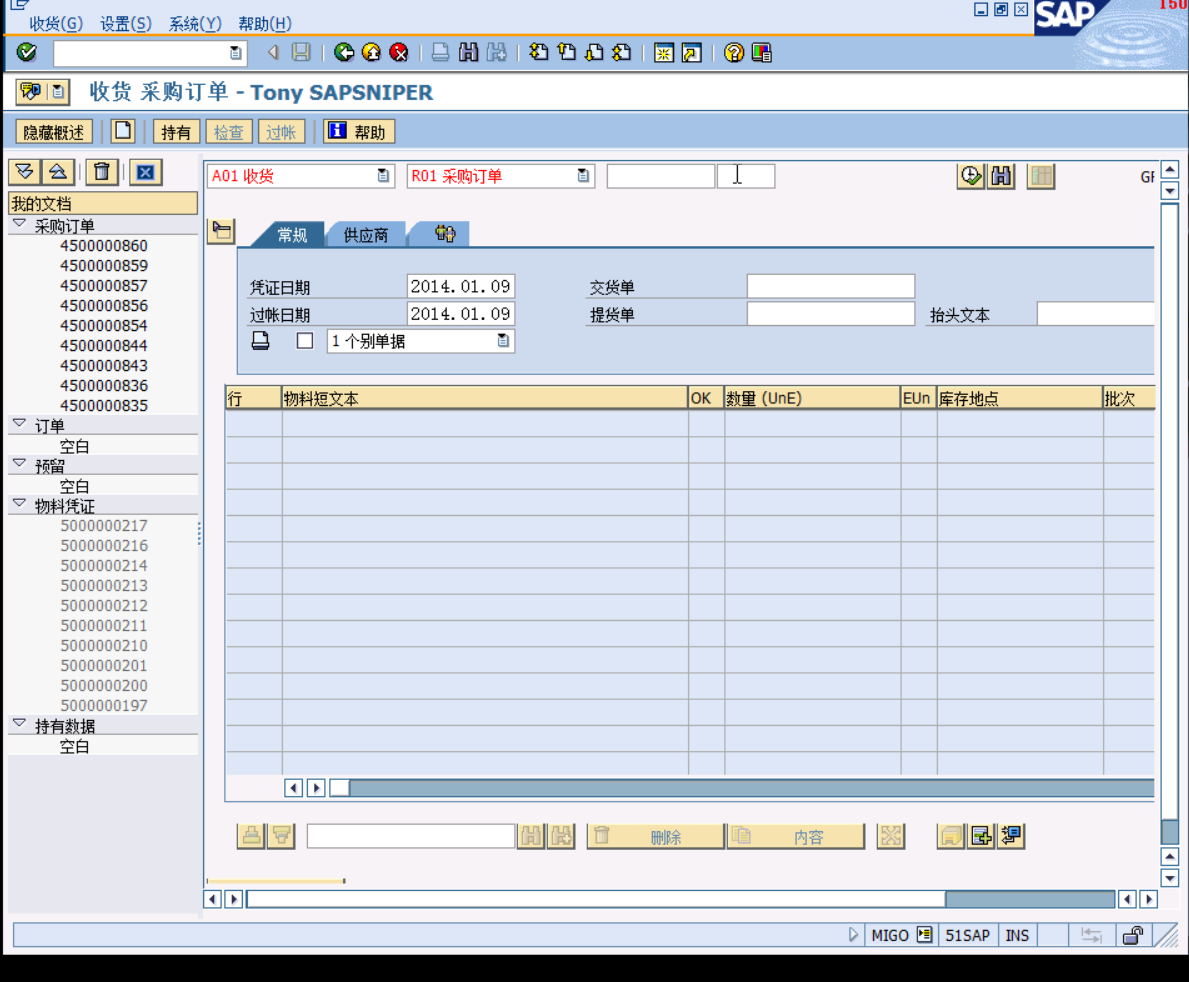 150
收货(G) 设置(S) 系统(Y) 帮助(H)
SAP
收货 采购订单 - Tony SAPSNIPER
隐藏概述 持有 检查 过帐 帮助
A01 收货 R01 采购订单
我的文档
采购订单
4500000860
4500000859
4500000857
4500000856
4500000854
4500000844
4500000843
4500000836
4500000835
订单
空白
预留
空白
物料凭证
5000000217
5000000216
5000000214
5000000213
5000000212
5000000211
5000000210
5000000201
5000000200
5000000197
持有数据
空白
常规 供应商
凭证日期 2014.01.09 交货单
过帐日期 2014.01.09 提货单 抬头文本
1 个别单据
行 物料短文本 OK 数量 (UnE) EUn 库存地点 批次
删除 内容
MIGO 51SAP INS